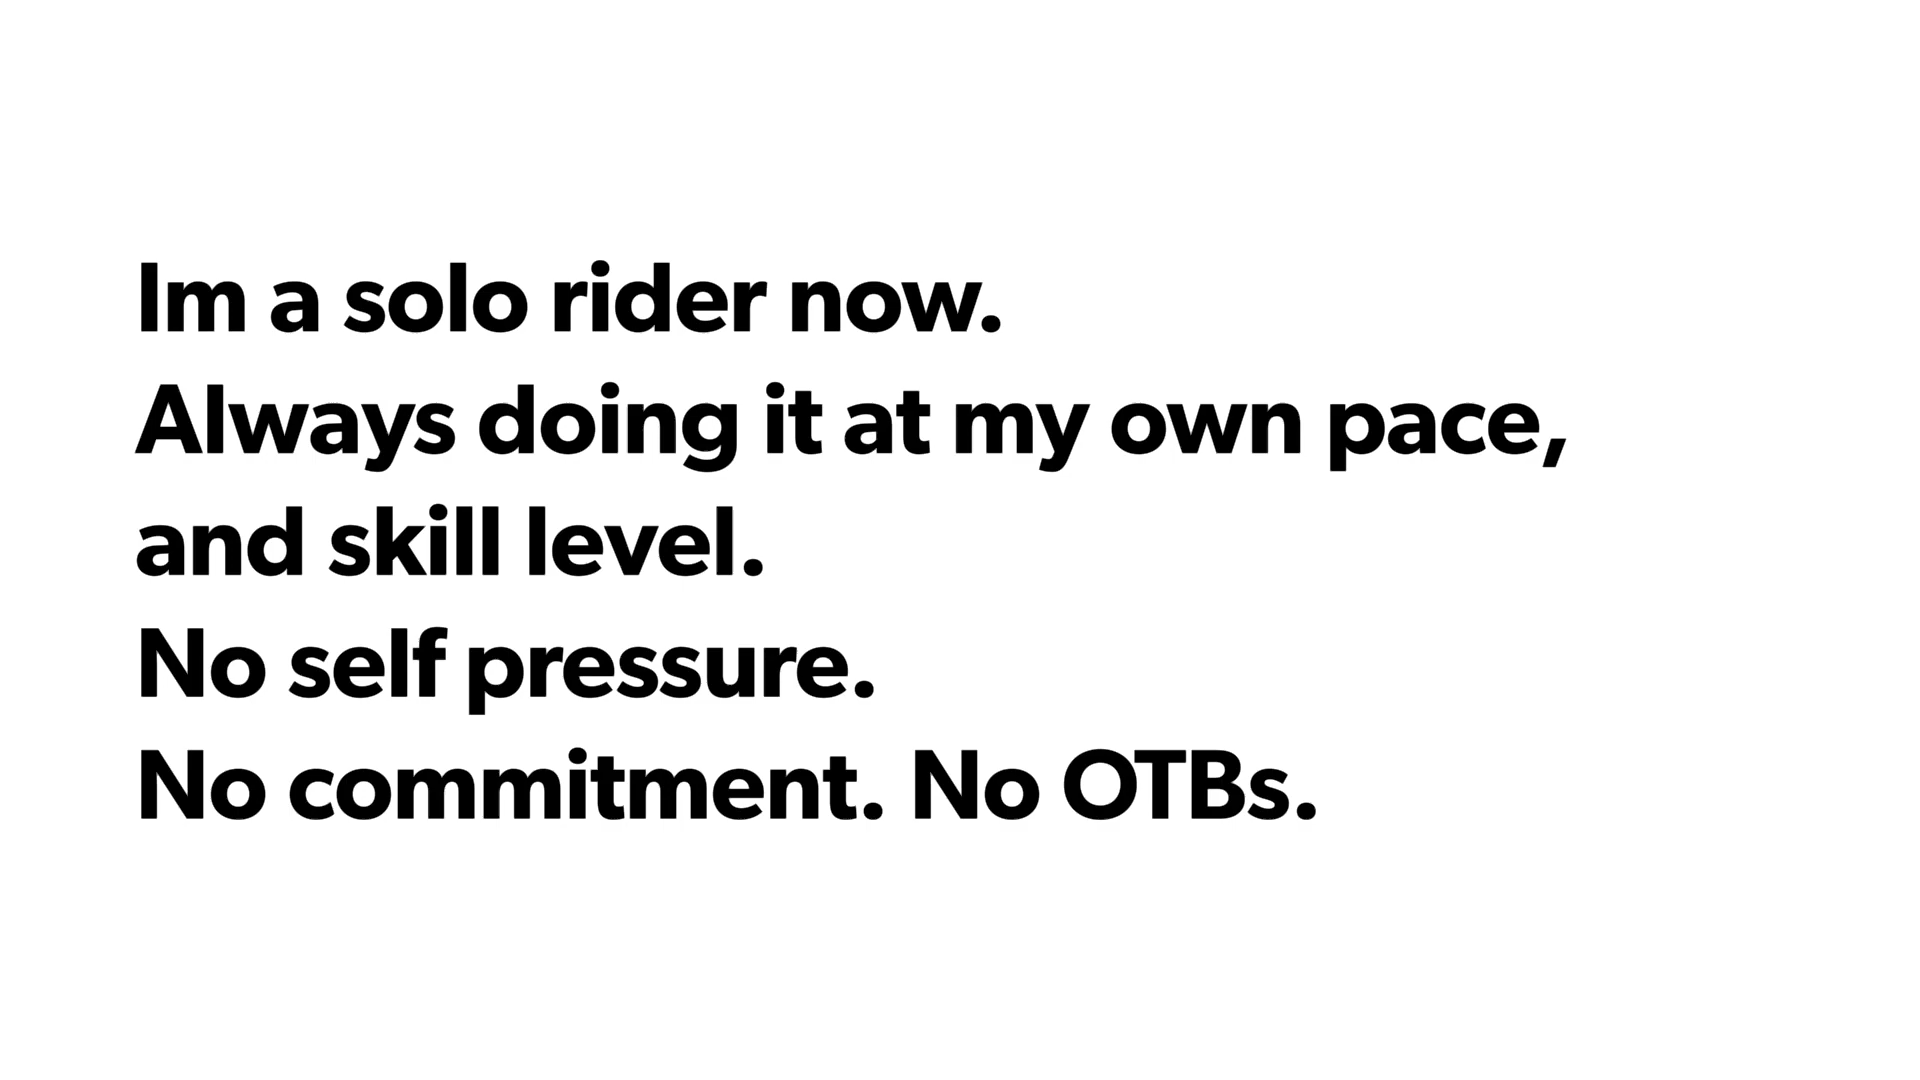 Im a solo rider now.
Always doing it at my own pace,
and skill level.
No self pressure.
No commitment. No OTBs.